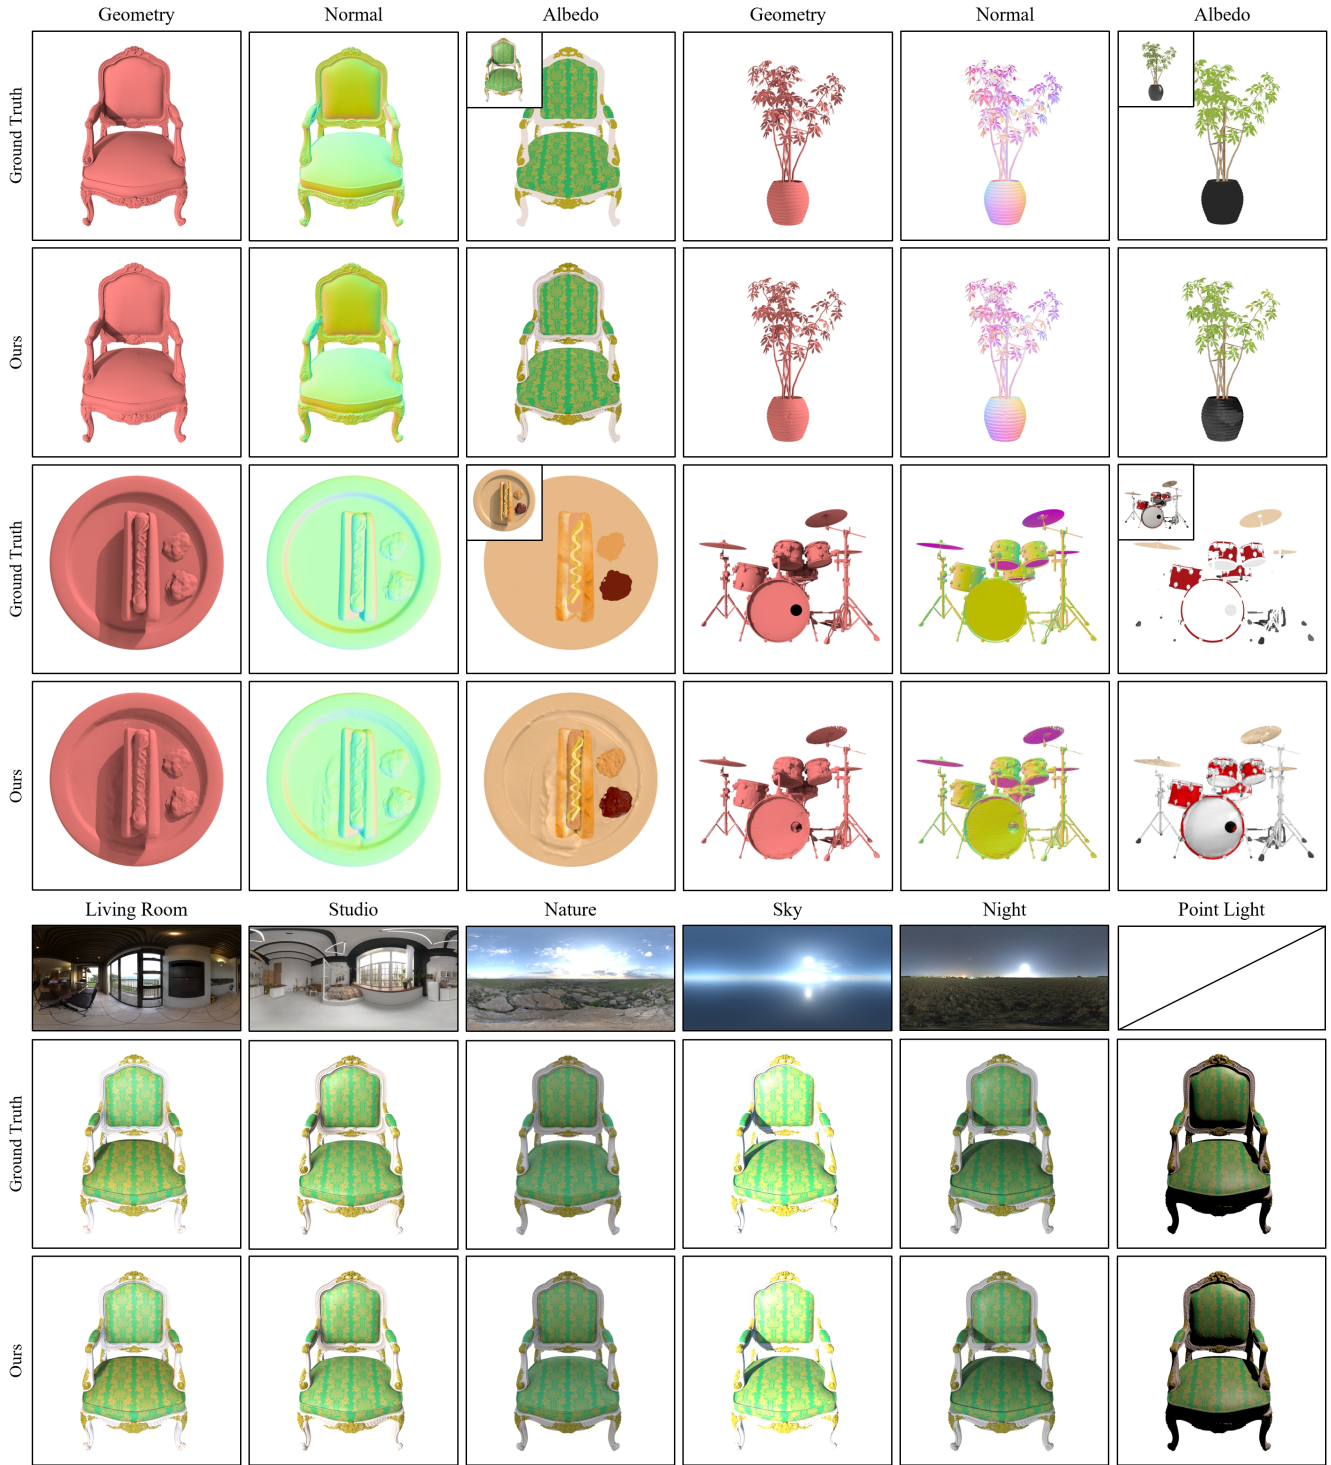 Geometry Normal Albedo Geometry Normal Albedo
Ground Truth
Ours
Ground Truth
Ours
Living Room Studio Nature Sky Night Point Light
Ground Truth
Ours